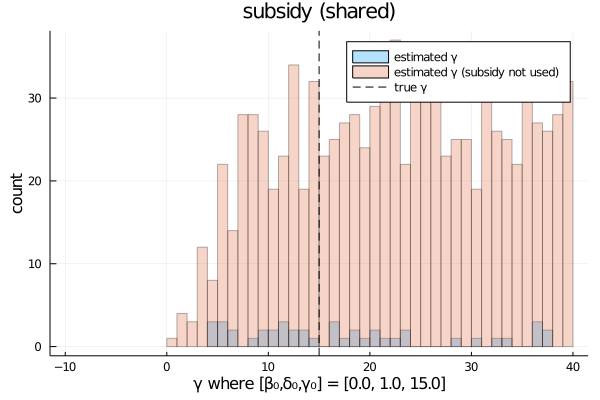 subsidy (shared)
estimated γ
estimated γ (subsidy not used)
true γ
30
20
10
0
count
−10
0
10
20
30
40
γ where [β₀,δ₀,γ₀] = [0.0, 1.0, 15.0]